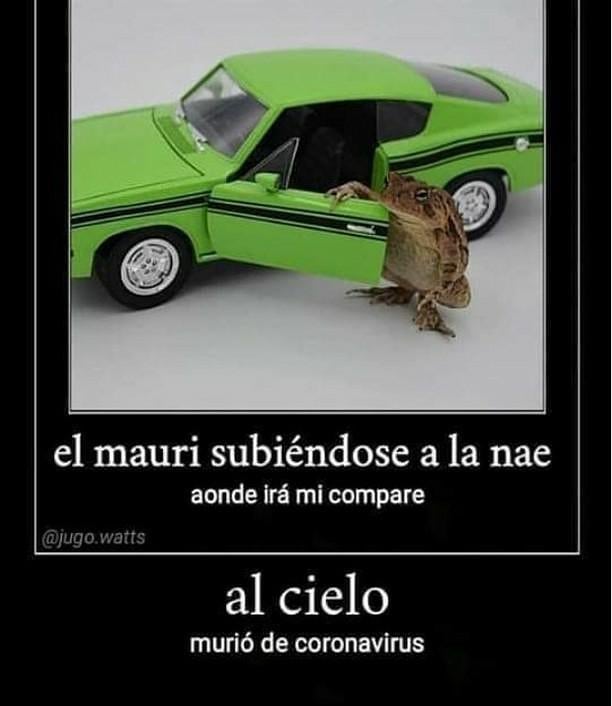 el mauri subiéndose a la nae
aonde irá mi compare
@jugo.watts
al cielo
murió de coronavirus